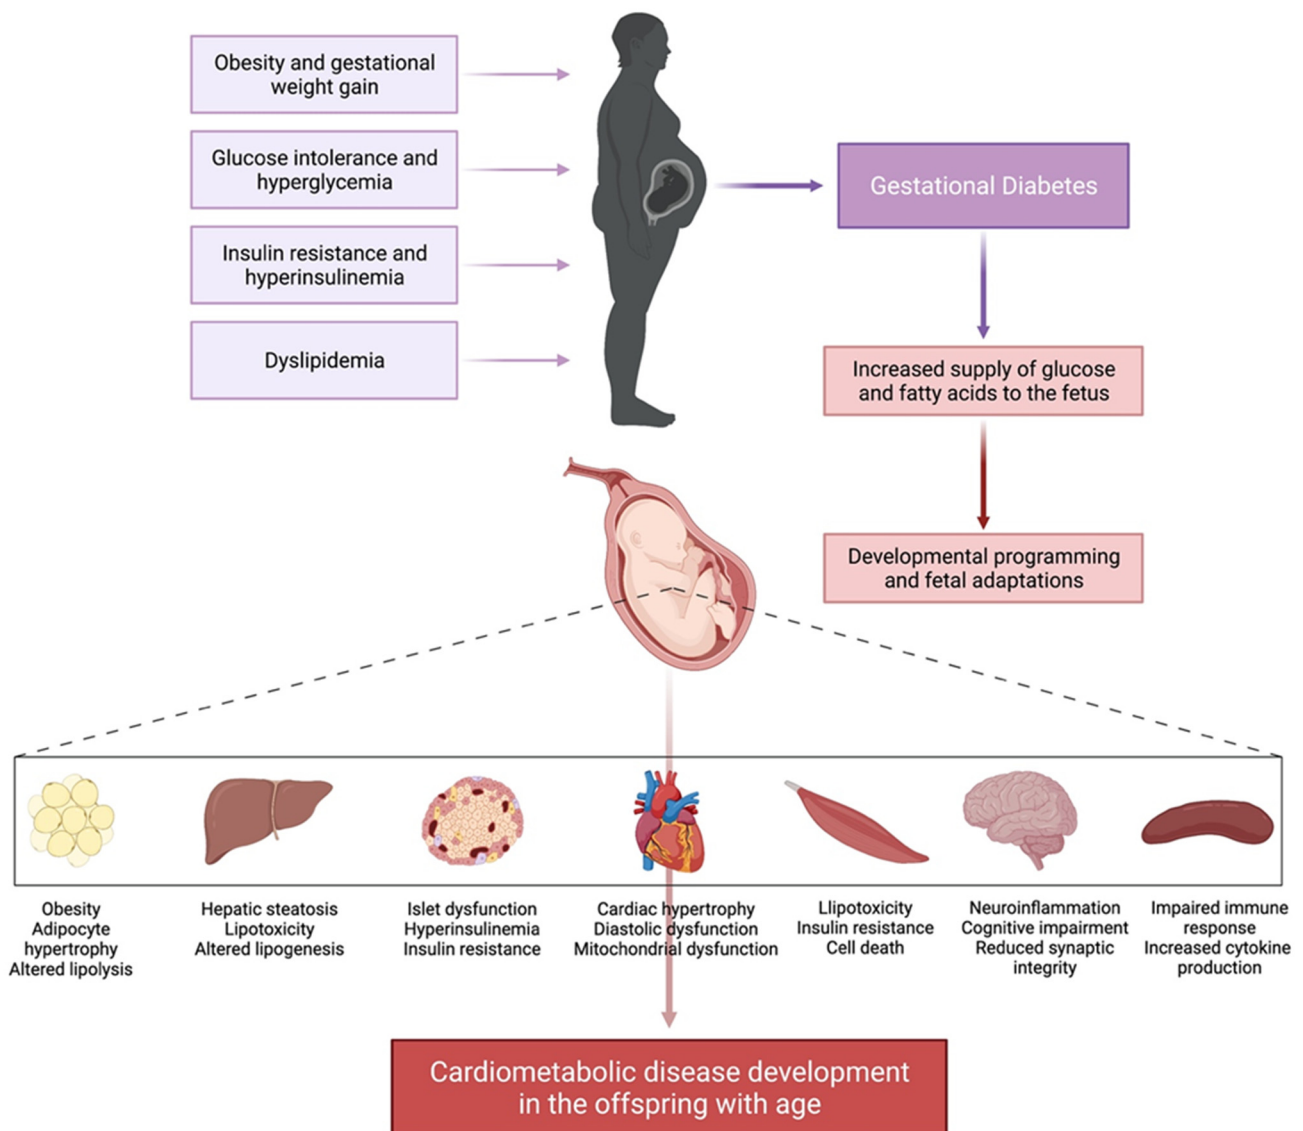 Obesity and gestational
weight gain
Glucose intolerance and
hyperglycemia
Insulin resistance and
hyperinsulinemia
Dyslipidemia
Gestational Diabetes
Increased supply of glucose
and fatty acids to the fetus
Developmental programming
and fetal adaptations
Obesity
Adipocyte
hypertrophy
Altered lipolysis
Hepatic steatosis
Lipotoxicity
Altered lipogenesis
Islet dysfunction
Hyperinsulinemia
Insulin resistance
Cardiac hypertrophy
Diastolic dysfunction
Mitochondrial dysfunction
Llipotoxicity
Insulin resistance
Cell death
Neuroinflammation
Cognitive impairment
Reduced synaptic
integrity
Impaired immune
response
Increased cytokine
production
Cardiometabolic disease development
in the offspring with age